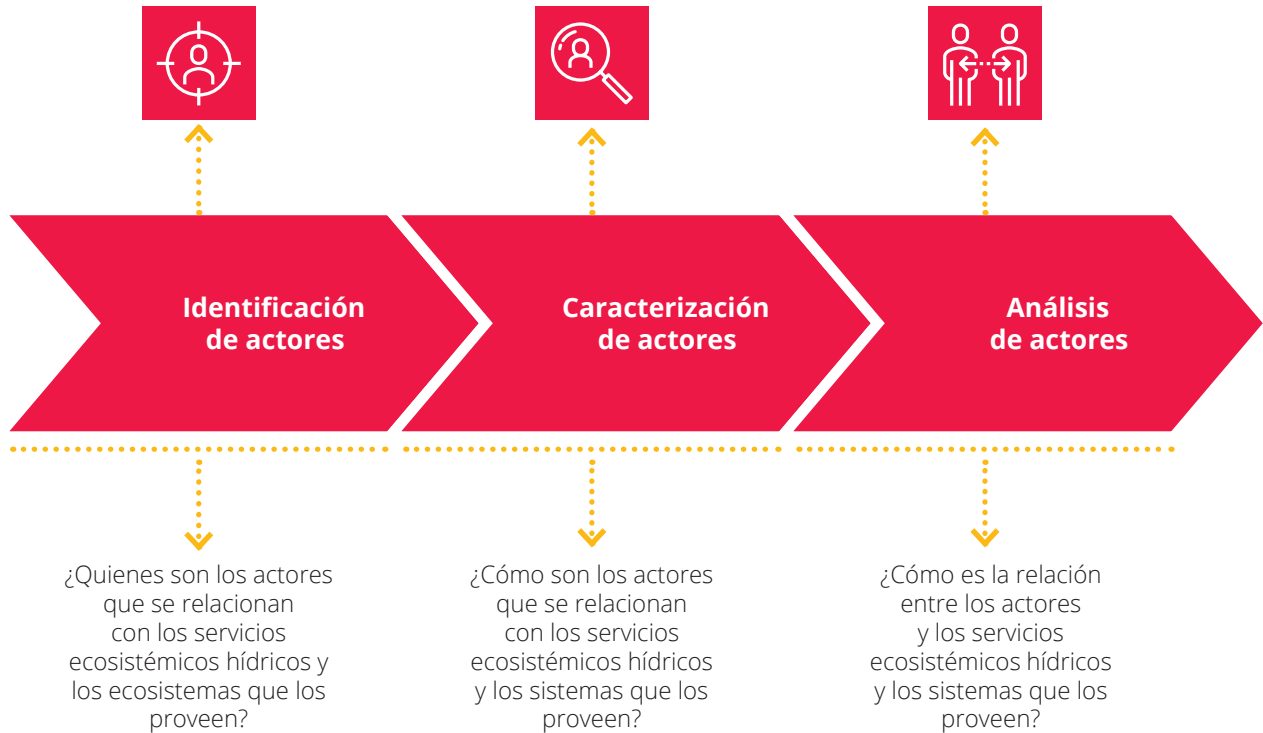 Identificación
de actores
Caracterización
de actores
Análisis
de actores
¿Quienes son los actores
que se relacionan
con los servicios
ecosistémicos hídricos y
los ecosistemas que los
proveen?
¿Cómo son los actores
que se relacionan
con los servicios
ecosistémicos hídricos
y los sistemas que los
proveen?
¿Cómo es la relación
entre los actores
y los servicios
ecosistémicos hídricos
y los sistemas que los
proveen?